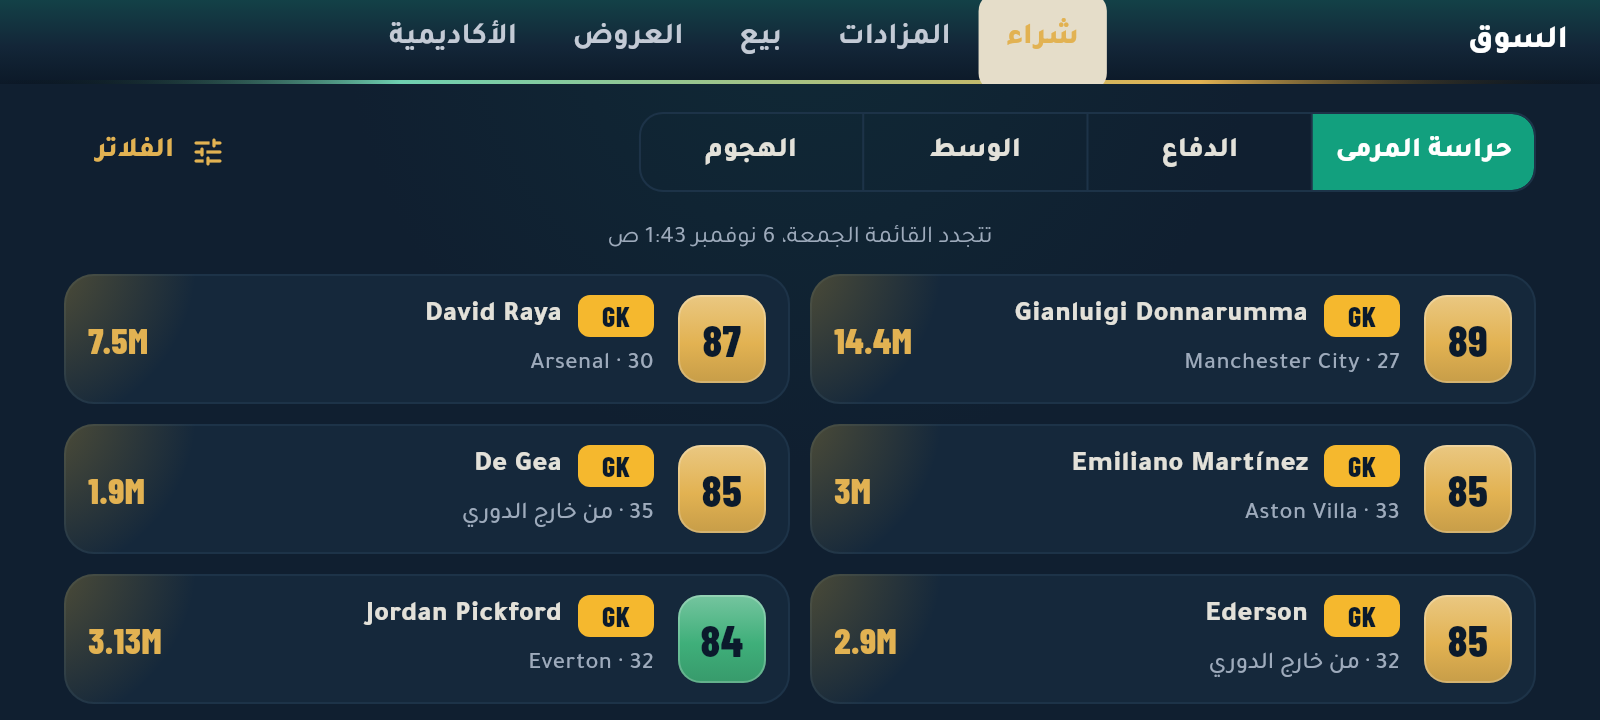 السوق
شراء
المزادات
بيع
العروض
الأكاديمية
حراسة المرمى
الدفاع
الوسط
الهجوم
الفلاتر
تتجدد القائمة الجمعة، 6 نوفمبر 1:43 ص
89
GK
Gianluigi Donnarumma
27 · Manchester City
14.4M
87
GK
David Raya
30 · Arsenal
7.5M
85
GK
Emiliano Martínez
33 · Aston Villa
3M
85
GK
De Gea
35 · من خارج الدوري
1.9M
85
GK
Ederson
32 · من خارج الدوري
2.9M
84
GK
Jordan Pickford
32 · Everton
3.13M